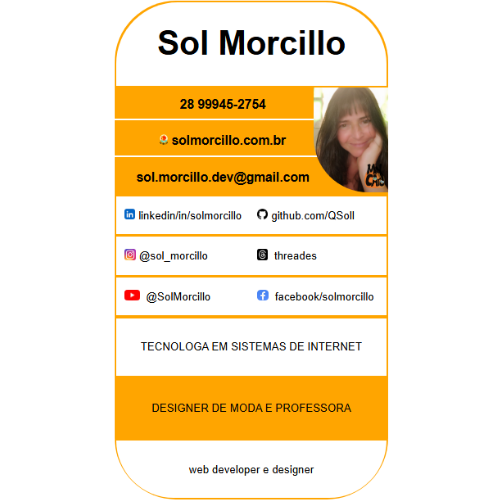 Sol Morcillo
28 99945-2754
solmorcillo.com.br
sol.morcillo.dev@gmail.com
linkedin/in/solmorcillo github.com/QSoll
@sol_morcillo threades
@SolMorcillo facebook/solmorcillo
TECNOLOGA EM SISTEMAS DE INTERNET
DESIGNER DE MODA E PROFESSORA
web developer e designer